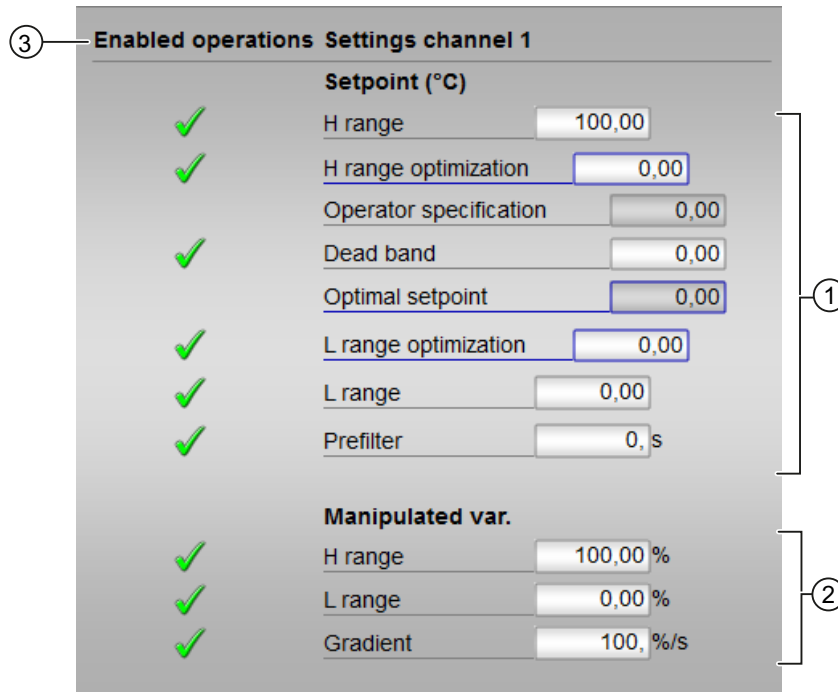 3 Enabled operations Settings channel 1
Setpoint (°C)
H range 100,00
H range optimization 0,00
Operator specification 0,00
Dead band 0,00
Optimal setpoint 0,00
1
L range optimization 0,00
L range 0,00
Prefilter 0, s
Manipulated var.
H range 100,00 %
L range 0,00 %
2
Gradient 100, %/s